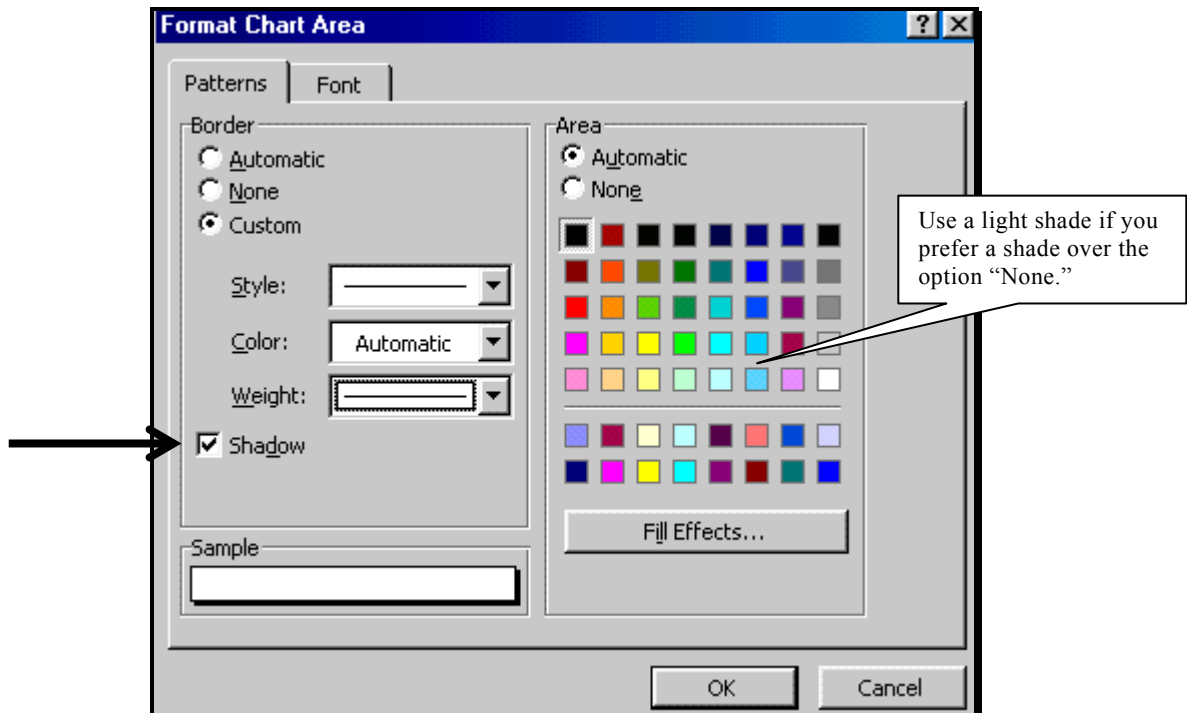 Format Chart Area
Patterns
Font
Border
Automatic
None
Custom
Style:
Color:
Automatic
Weight:
Shadow
Sample
Area
Automatic
None
Fill Effects...
Use a light shade if you
prefer a shade over the
option “None.”
OK
Cancel